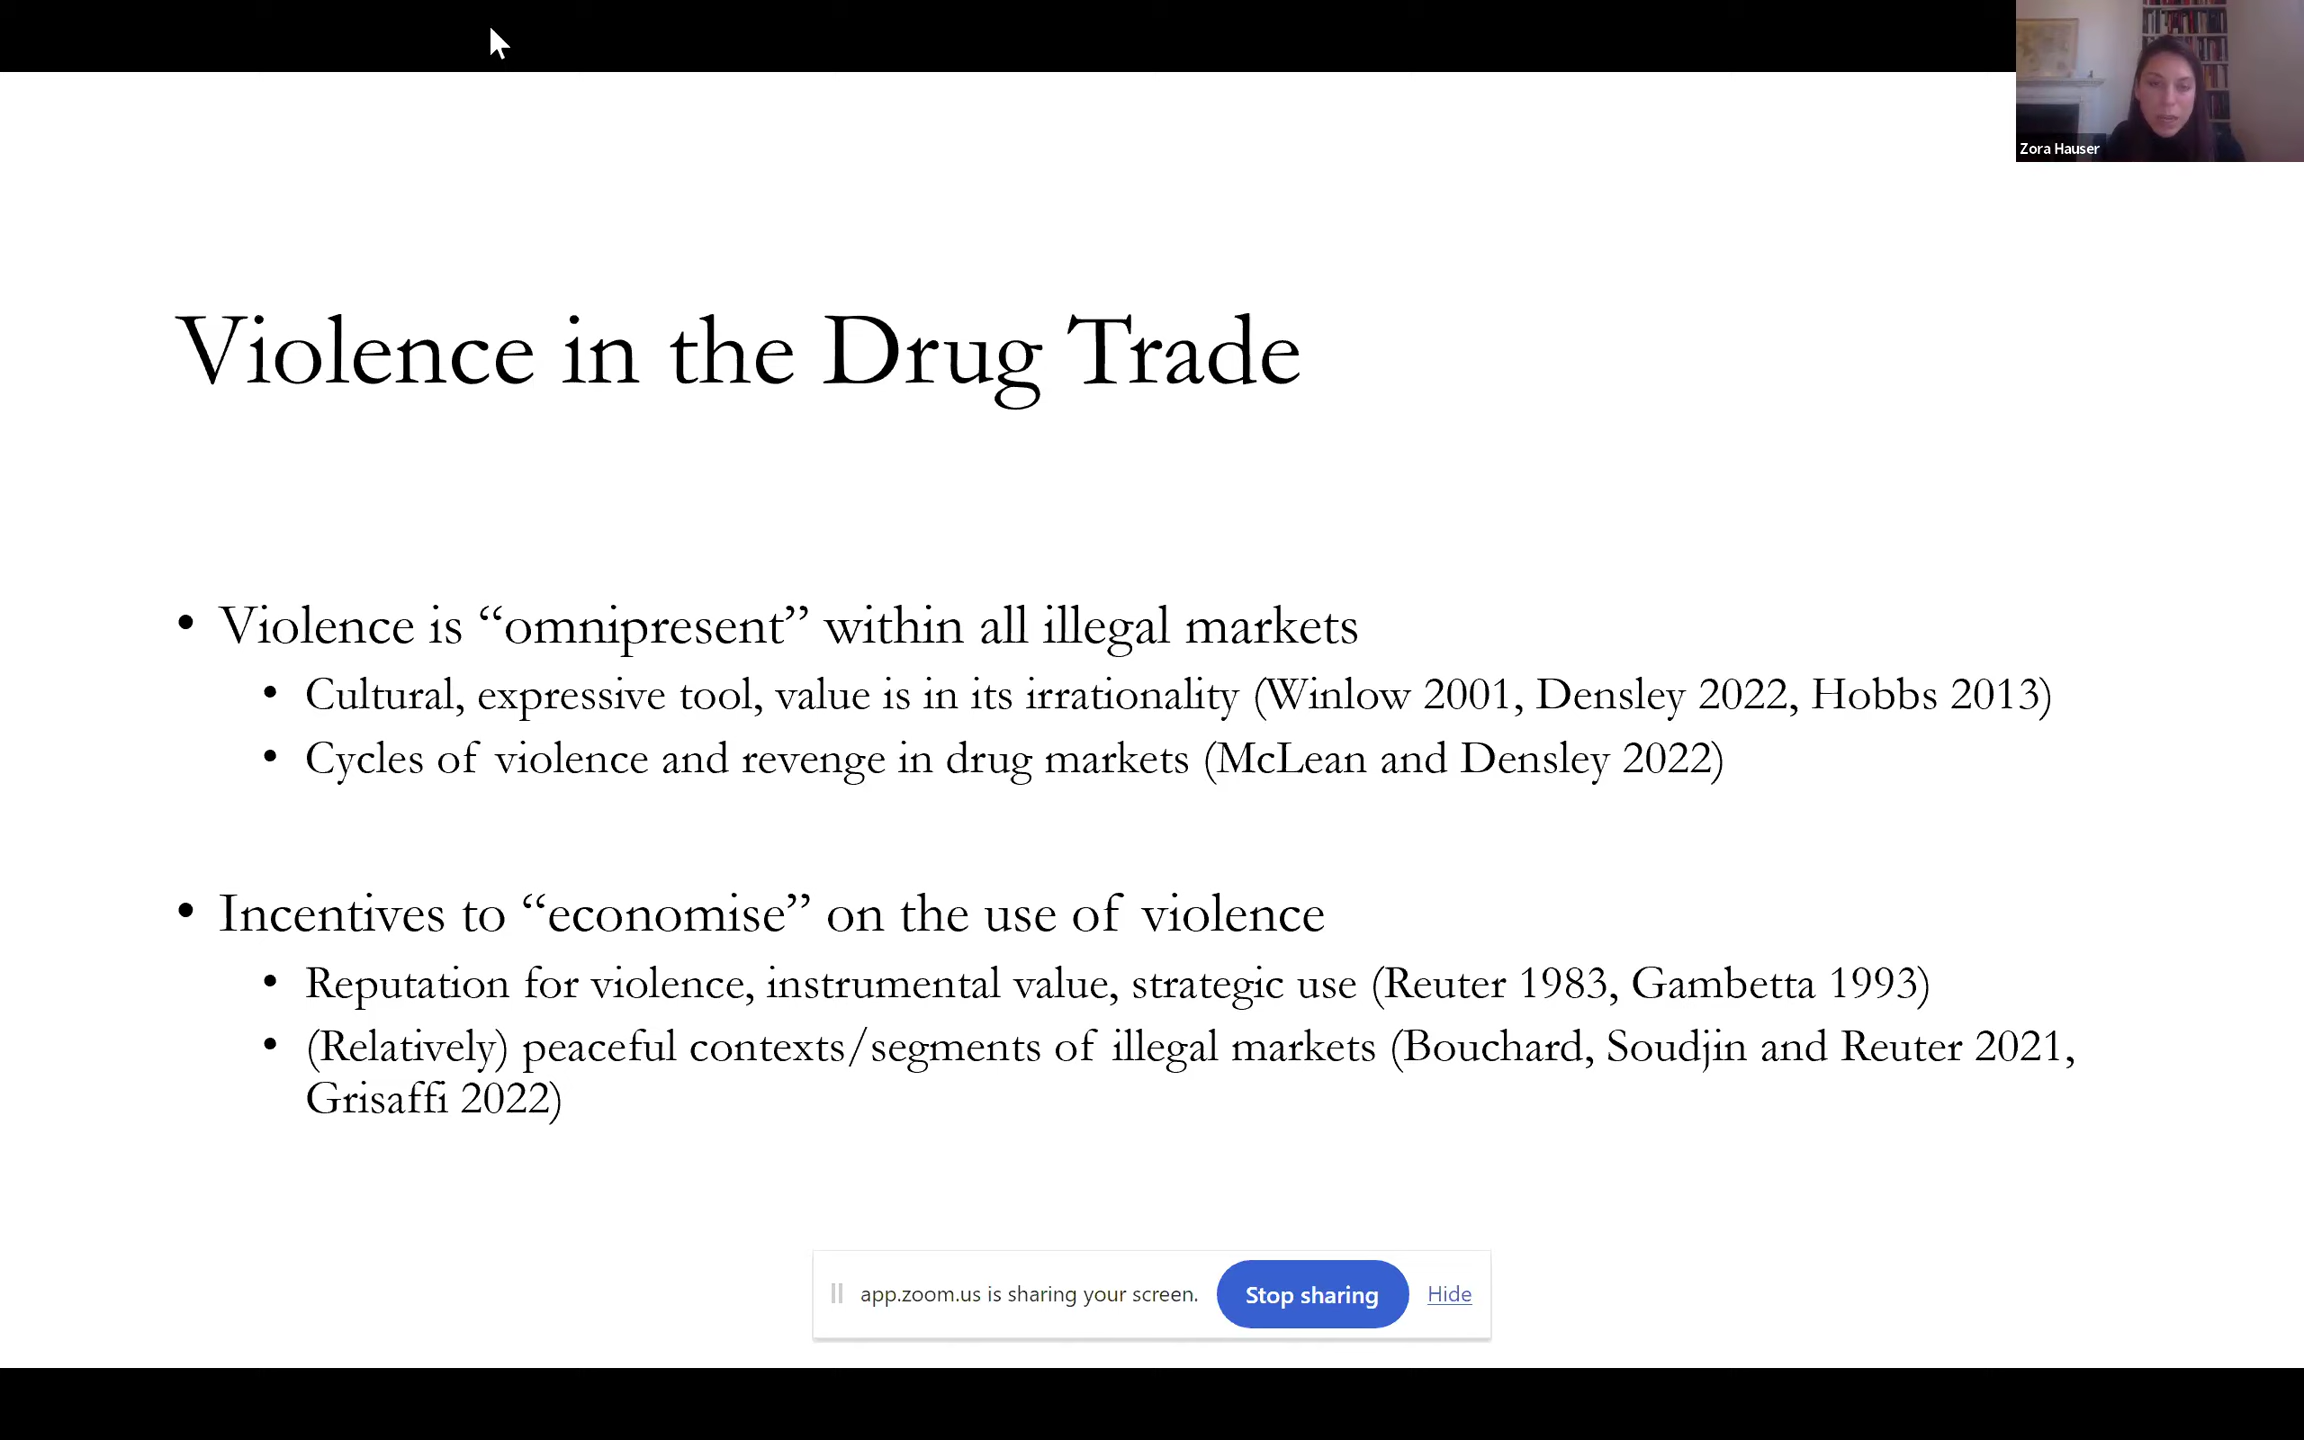 Zora Hauser
Violence in the Drug Trade
• Violence is “omnipresent” within all illegal markets
• Cultural, expressive tool, value is in its irrationality (Winlow 2001, Densley 2022, Hobbs 2013)
• Cycles of violence and revenge in drug markets (McLean and Densley 2022)
• Incentives to “economise” on the use of violence
• Reputation for violence, instrumental value, strategic use (Reuter 1983, Gambetta 1993)
• (Relatively) peaceful contexts/segments of illegal markets (Bouchard, Soudjin and Reuter 2021,
Grisaffi 2022)
app.zoom.us is sharing your screen. Stop sharing Hide